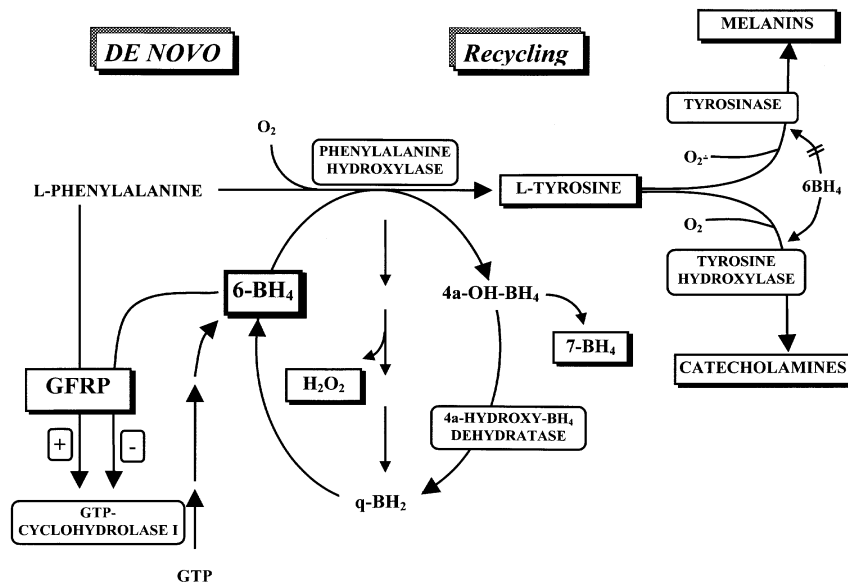 DE NOVO
Recycling
MELANINS
TYROSINASE
O₂
PHENYLALANINE
HYDROXYLASE
O₂∸
6BH₄
L-PHENYLALANINE
L-TYROSINE
O₂
TYROSINE
HYDROXYLASE
6-BH₄
4a-OH-BH₄
7-BH₄
CATECHOLAMINES
GFRP
H₂O₂
+
-
4a-HYDROXY-BH₄
DEHYDRATASE
q-BH₂
GTP-
CYCLOHYDROLASE I
GTP